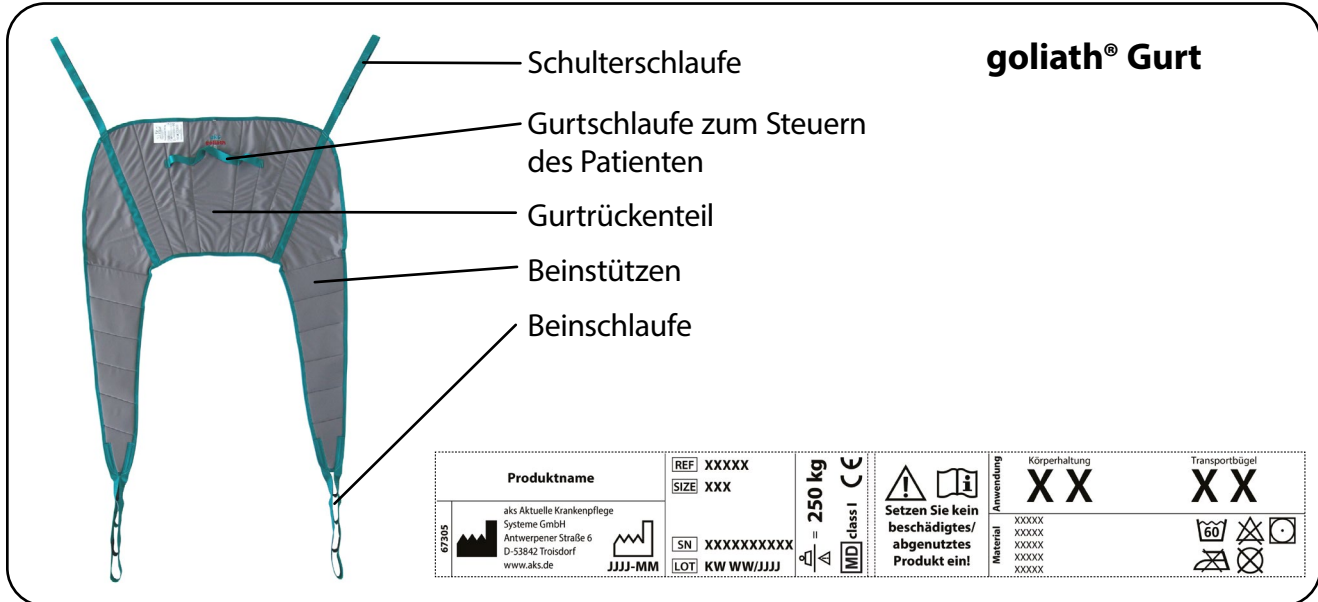 goliath® Gurt
Schulterschlaufe
Gurtschlaufe zum Steuern
des Patienten
Gurtrückenteil
Beinstützen
Beinschlaufe
Produktname
67305
aks Aktuelle Krankenpflege
Systeme GmbH
Antwerpener Straße 6
D-53842 Troisdorf
www.aks.de
JJJJ-MM
REF XXXXX
SIZE XXX
SN XXXXXXXXXX
LOT KW WW/JJJJ
= 250 kg
MD class I CE
Setzen Sie kein
beschädigtes/
abgenutztes
Produkt ein!
Anwendung
Körperhaltung
X X
Transportbügel
X X
Material
XXXXX
XXXXX
XXXXX
XXXXX
XXXXX
60